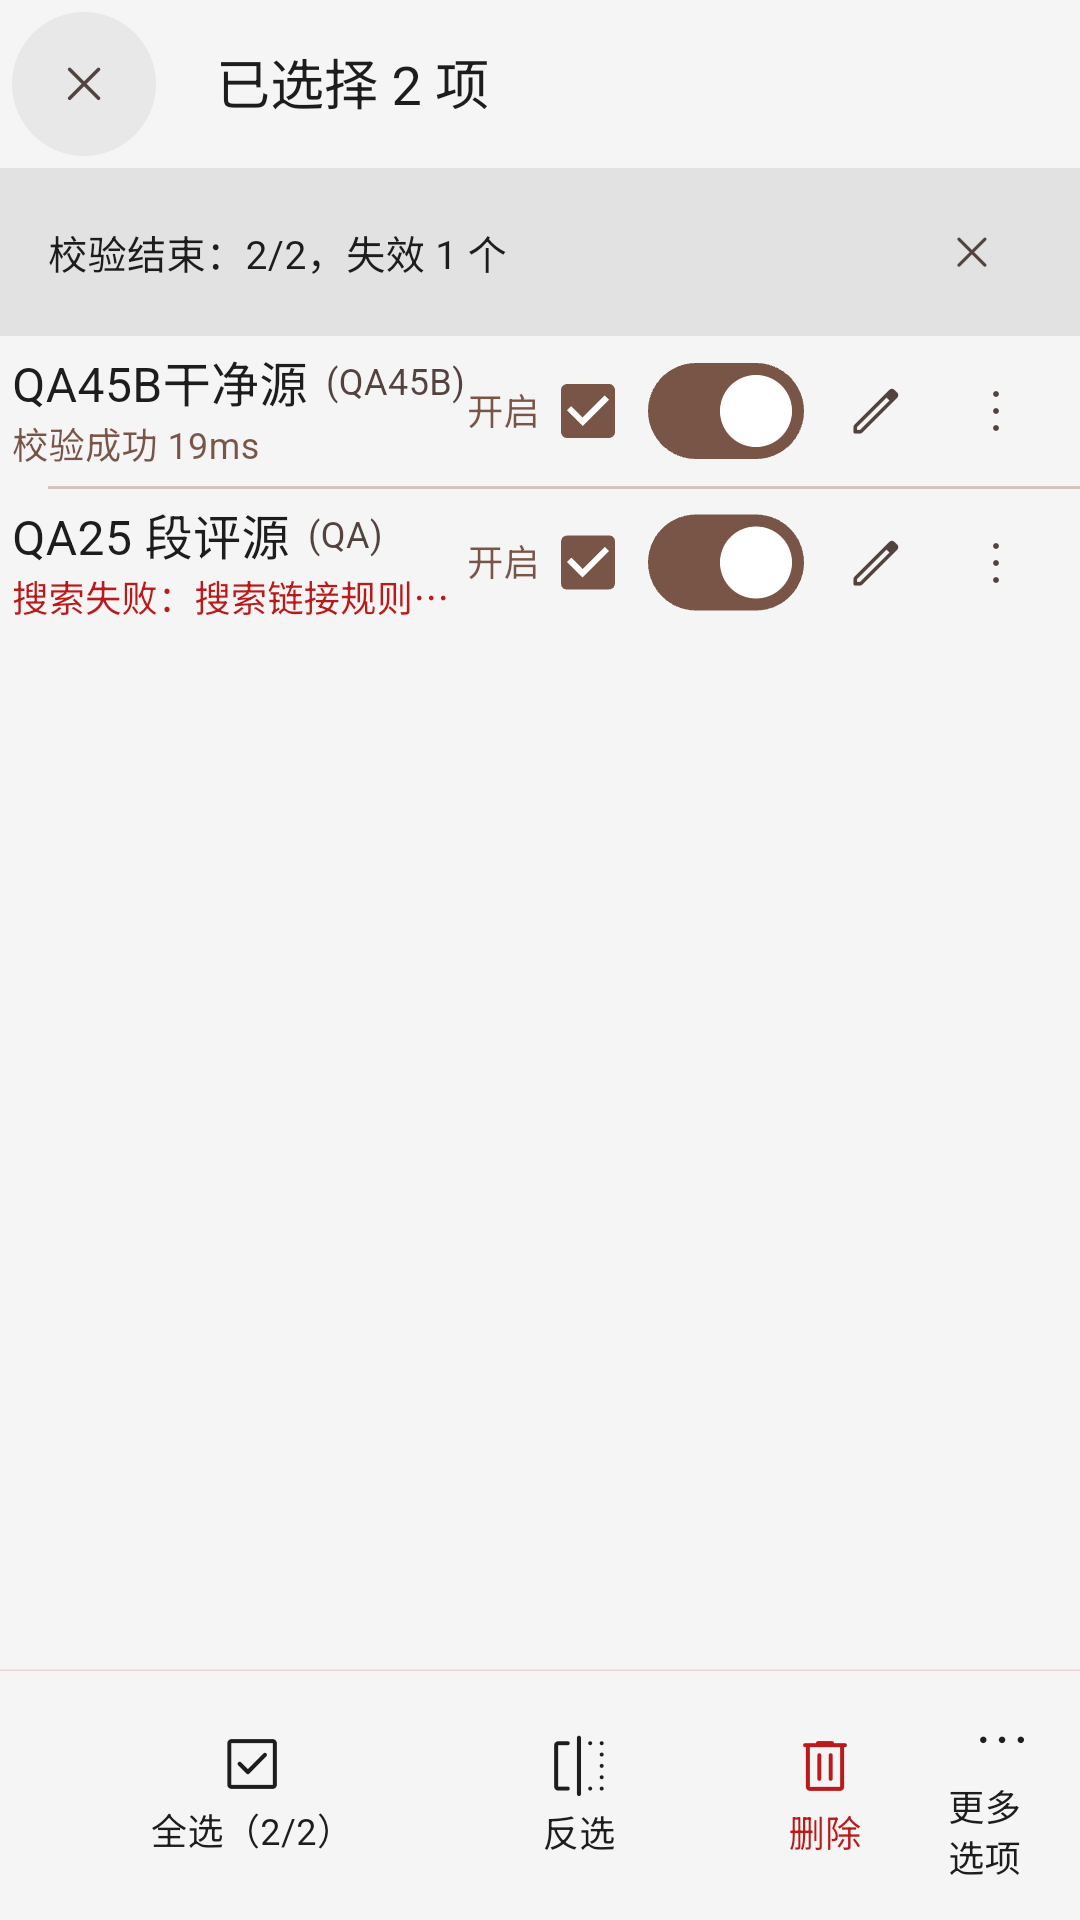 已选择 2 项
校验结束：2/2，失效 1 个
QA45B干净源 (QA45B)
开启
校验成功 19ms
QA25 段评源 (QA)
开启
搜索失败：搜索链接规则…
全选（2/2）
反选
删除
更多
选项